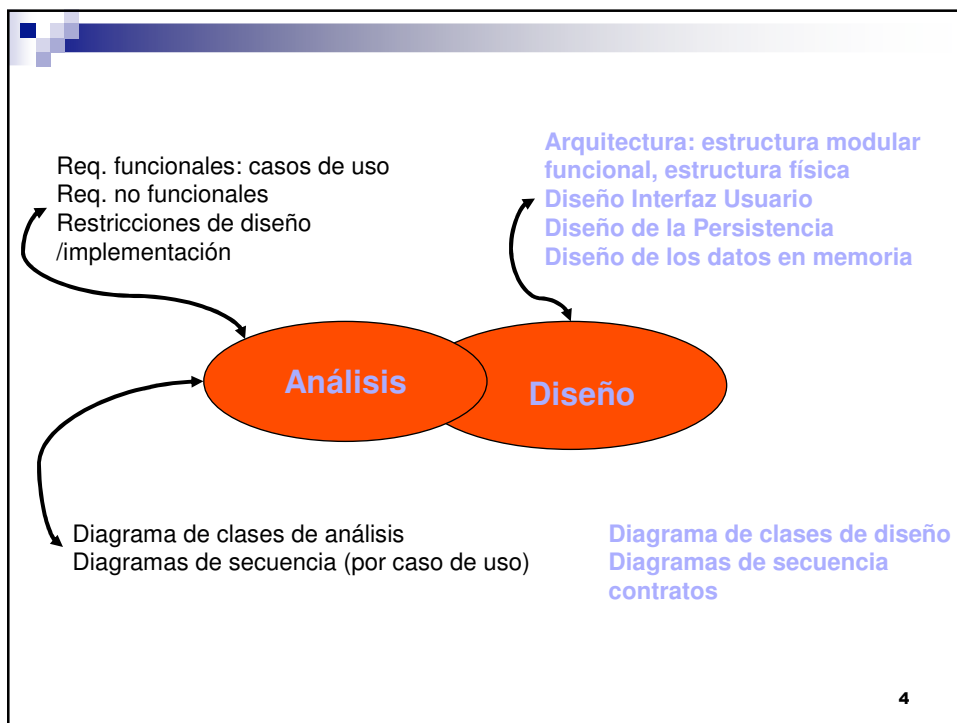 Req. funcionales: casos de uso
Req. no funcionales
Restricciones de diseño
/implementación
Arquitectura: estructura modular
funcional, estructura física
Diseño Interfaz Usuario
Diseño de la Persistencia
Diseño de los datos en memoria
Análisis
Diseño
Diagrama de clases de análisis
Diagramas de secuencia (por caso de uso)
Diagrama de clases de diseño
Diagramas de secuencia
contratos
4